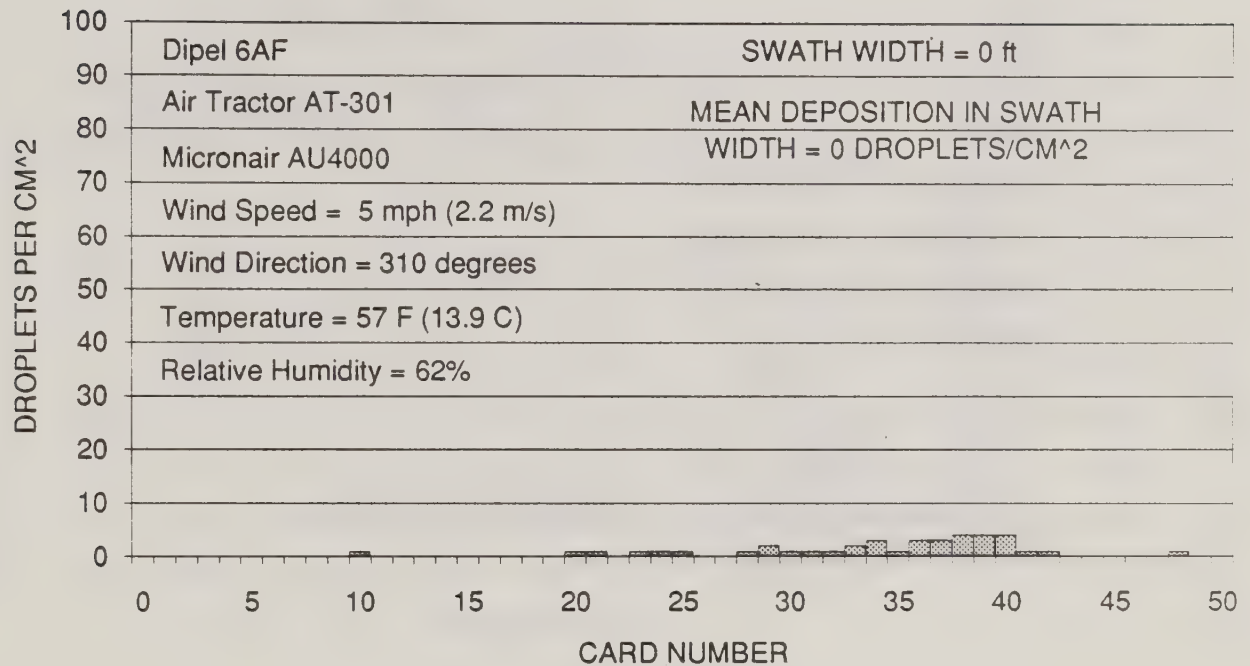 100
90
80
70
60
50
40
30
20
10
0
DROPLETS PER CM^2
Dipel 6AF
SWATH WIDTH = 0 ft
Air Tractor AT-301
MEAN DEPOSITION IN SWATH
WIDTH = 0 DROPLETS/CM^2
Micronair AU4000
Wind Speed = 5 mph (2.2 m/s)
Wind Direction = 310 degrees
Temperature = 57 F (13.9 C)
Relative Humidity = 62%
0 5 10 15 20 25 30 35 40 45 50
CARD NUMBER